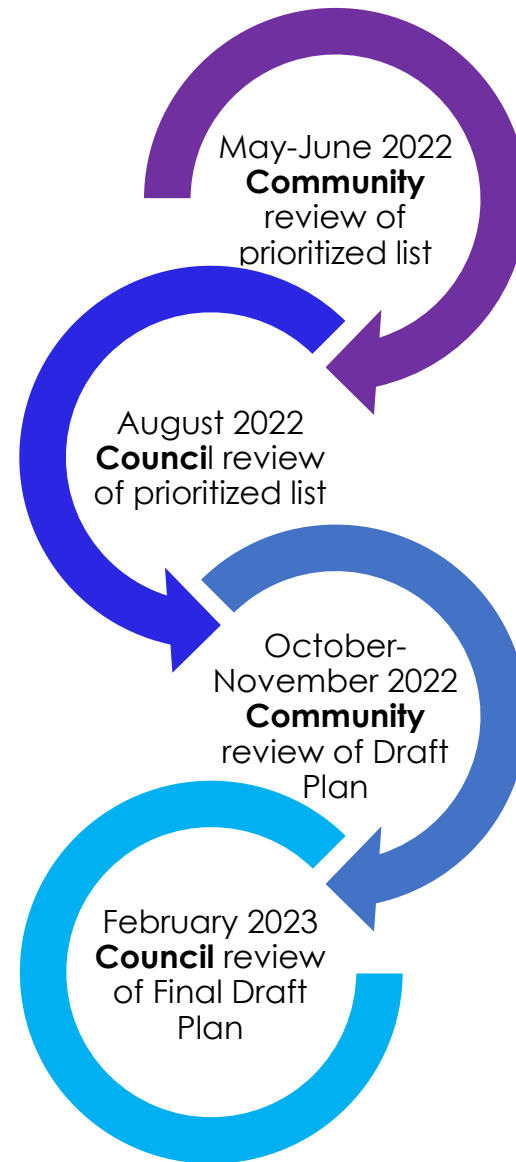 May-June 2022
Community
review of
prioritized list
August 2022
Council review
of prioritized list
October-
November 2022
Community
review of Draft
Plan
February 2023
Council review
of Final Draft
Plan